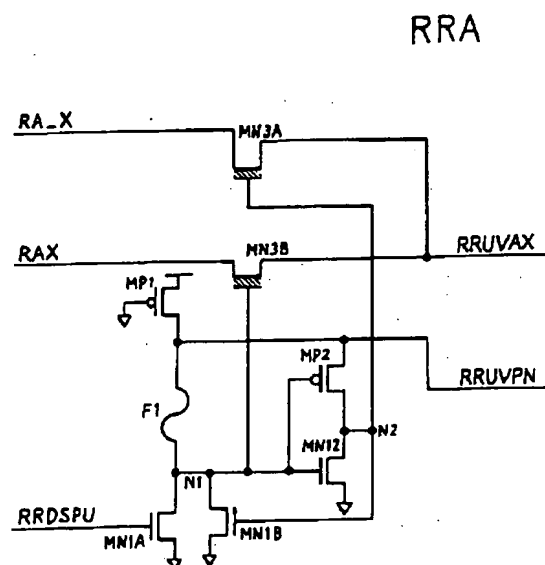 RRA
RA_X
MN3A
RAX
MN3B
RRUVAX
MP1
MP2
RRUVPN
F1
N2
MN12
N1
RRDSPU
MN1A
MN1B